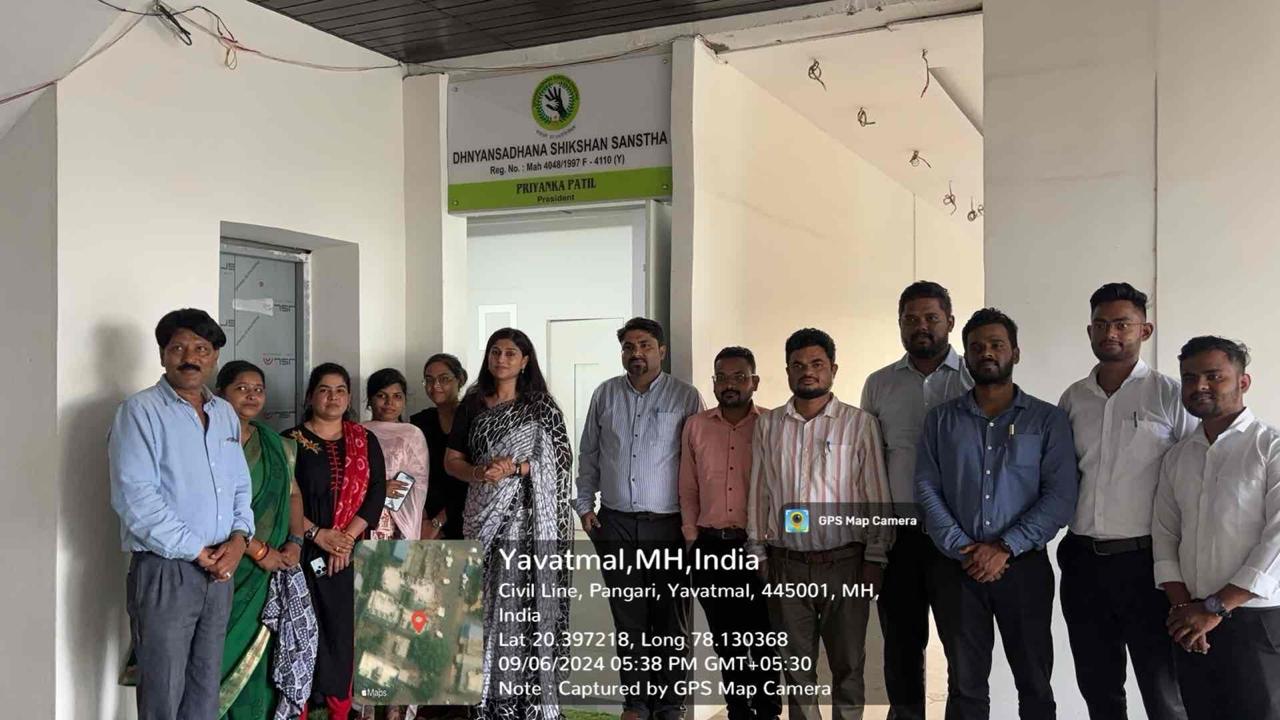 DHNYANSADHANA SHIKSHAN SANSTHA
Reg. No. : Mah 4048/1997 F - 4110 (Y)
PRIYANKA PATIL
President
GPS Map Camera
Yavatmal,MH,India
Civil Line, Pangari, Yavatmal, 445001, MH,
India
Lat 20.397218, Long 78.130368
09/06/2024 05:38 PM GMT+05:30
Note : Captured by GPS Map Camera
Maps